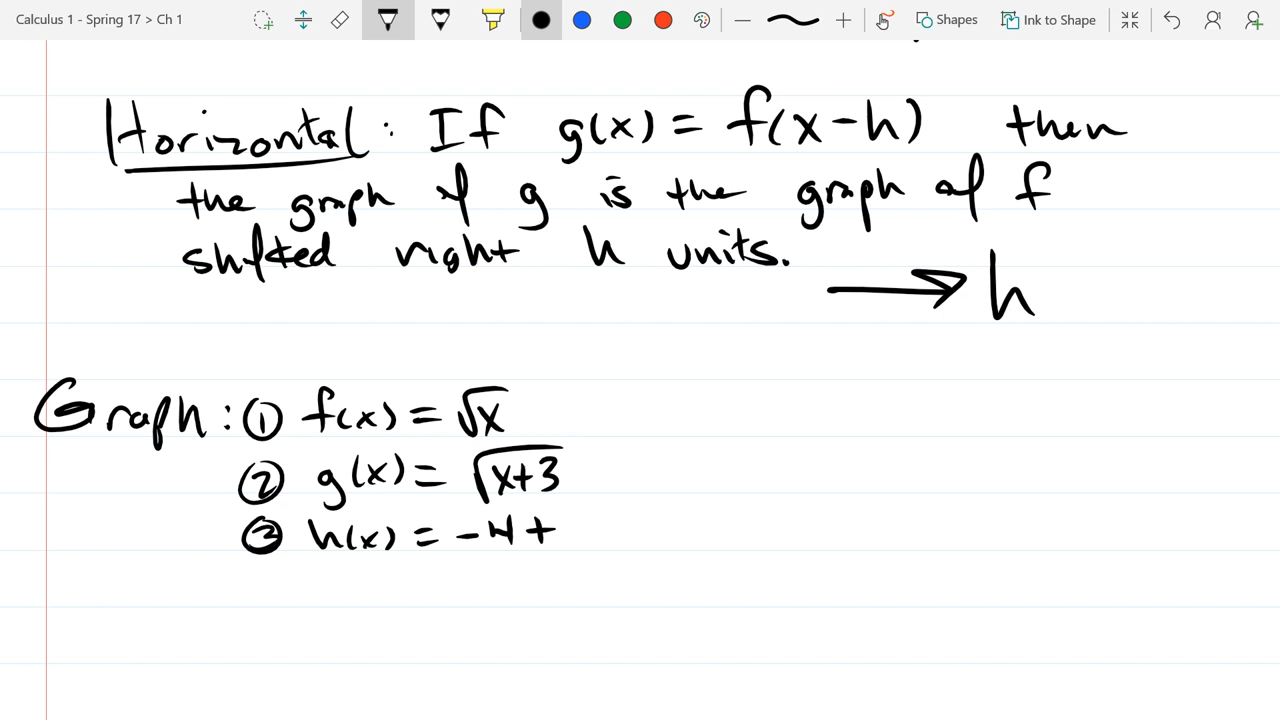 Calculus 1 - Spring 17 > Ch 1 Shapes Ink to Shape
Horizontal: If g(x) = f(x-h) then
the graph of g is the graph of f
shifted right h units.
h
Graph: ① f(x) = √x
② g(x) = √x+3
③ h(x) = -4 +